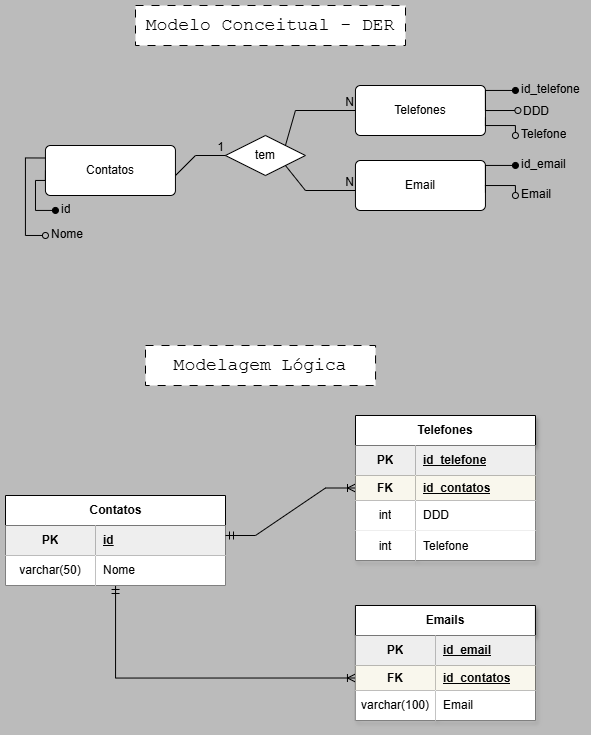 Modelo Conceitual - DER
Contatos
id
Nome
1
tem
N
N
Telefones
id_telefone
DDD
Telefone
Email
id_email
Email
Modelagem Lógica
Contatos
PK id
varchar(50) Nome
Telefones
PK id_telefone
FK id_contatos
int DDD
int Telefone
Emails
PK id_email
FK id_contatos
varchar(100) Email